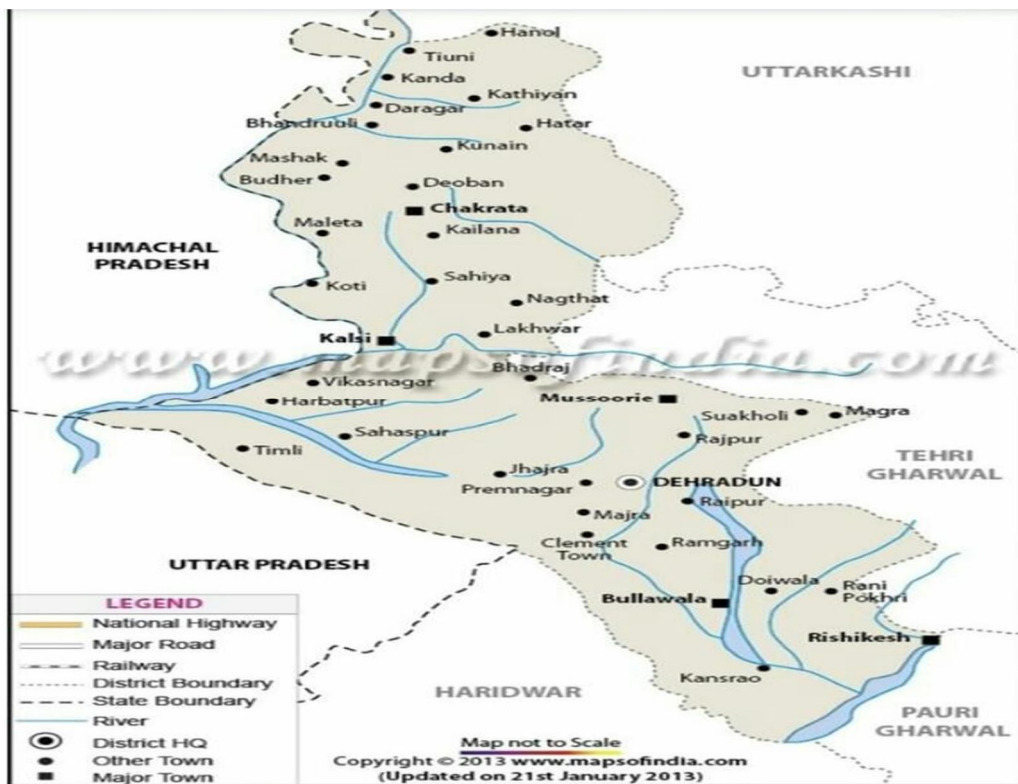 Hanol
Tiuni
UTTARKASHI
Kanda
Kathiyan
Daragar
Bhandruuli
Hatar
Kunain
Mashak
Budher
Deoban
Chakrata
Maleta
Kailana
HIMACHAL
PRADESH
Sahiya
Koti
Nagthat
Lakhwar
Kalsi
www.mapsofindia.com
Bhadraj
Vikasnagar
Mussoorie
Harbatpur
Suakholi
Magra
Sahaspur
Rajpur
Timli
TEHRI
GHARWAL
Jhajra
DEHRADUN
Premnagar
Raipur
Majra
Clement
Town
Ramgarh
UTTAR PRADESH
Doiwala
Rani
Pokhri
Bullawala
Rishikesh
Kansrao
HARIDWAR
PAURI
GHARWAL
LEGEND
National Highway
Major Road
Railway
District Boundary
State Boundary
River
District HQ
Other Town
Major Town
Map not to Scale
Copyright © 2013 www.mapsofindia.com
(Updated on 21st January 2013)